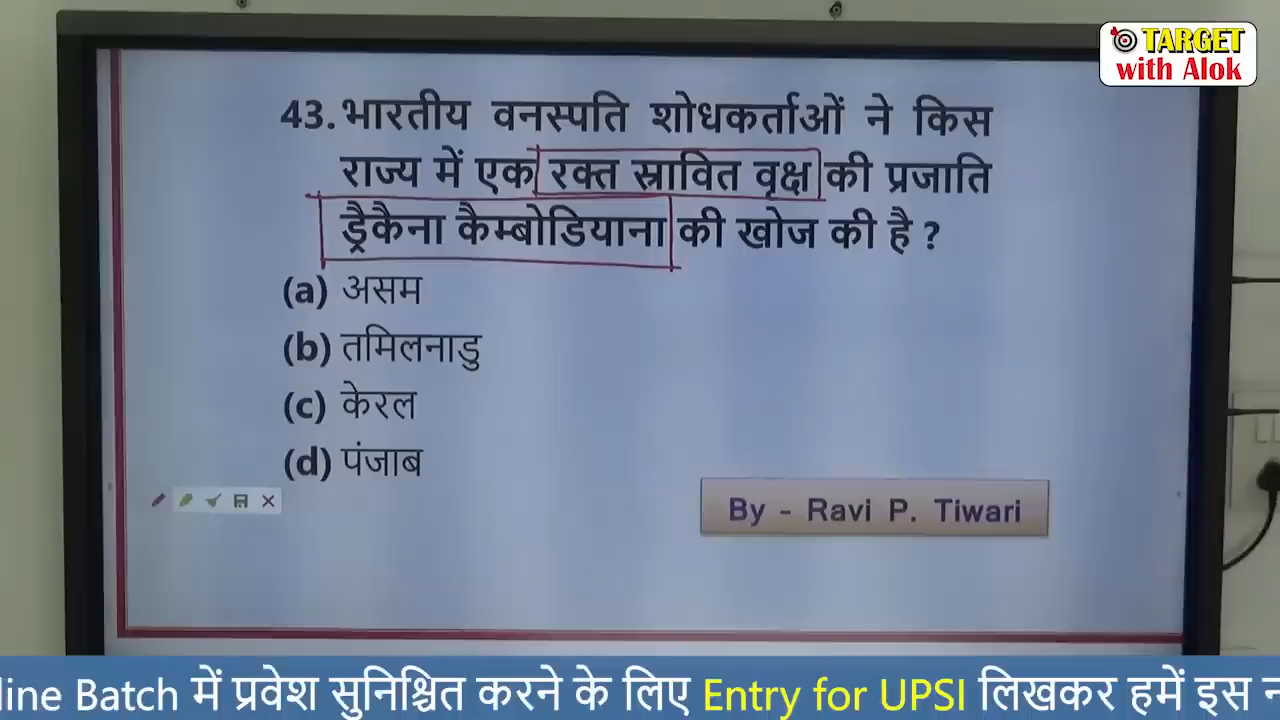 TARGET
with Alok
43. भारतीय वनस्पति शोधकर्ताओं ने किस
राज्य में एक रक्त स्रावित वृक्ष की प्रजाति
ड्रैकैना कैम्बोडियाना की खोज की है ?
(a) असम
(b) तमिलनाडु
(c) केरल
(d) पंजाब
By - Ravi P. Tiwari
line Batch में प्रवेश सुनिश्चित करने के लिए Entry for UPSI लिखकर हमें इस